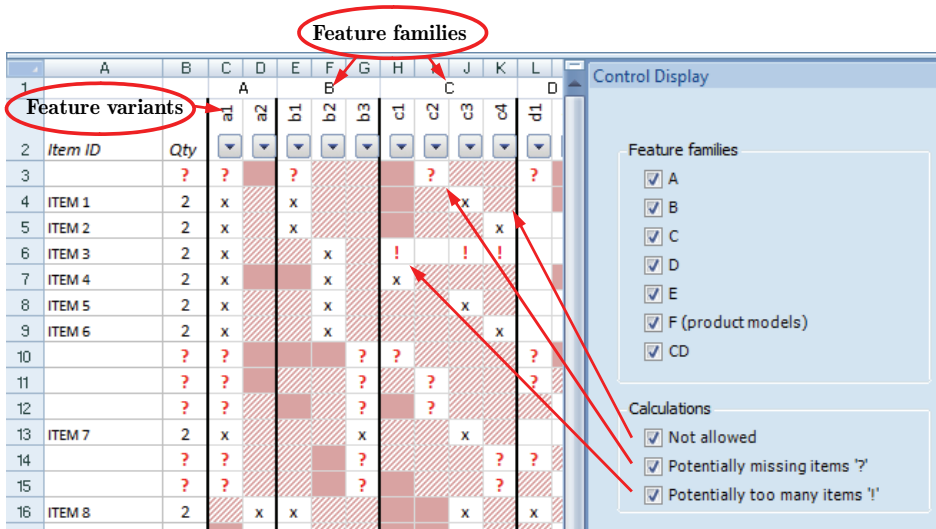 Feature families
A B C D E F G H J K L
1 A B C D
Feature variants
a1 a2 b1 b2 b3 c1 c2 c3 c4 d1
2 Item ID Qty
3 ? ? ? ? ?
4 ITEM 1 2 x x x
5 ITEM 2 2 x x x
6 ITEM 3 2 x x ! ! !
7 ITEM 4 2 x x x
8 ITEM 5 2 x x x
9 ITEM 6 2 x x x
10 ? ? ? ? ?
11 ? ? ? ? ?
12 ? ? ? ?
13 ITEM 7 2 x x x
14 ? ? ? ? ?
15 ? ? ? ?
16 ITEM 8 2 x x x x
Control Display
Feature families
A
B
C
D
E
F (product models)
CD
Calculations
Not allowed
Potentially missing items '?'
Potentially too many items '!'